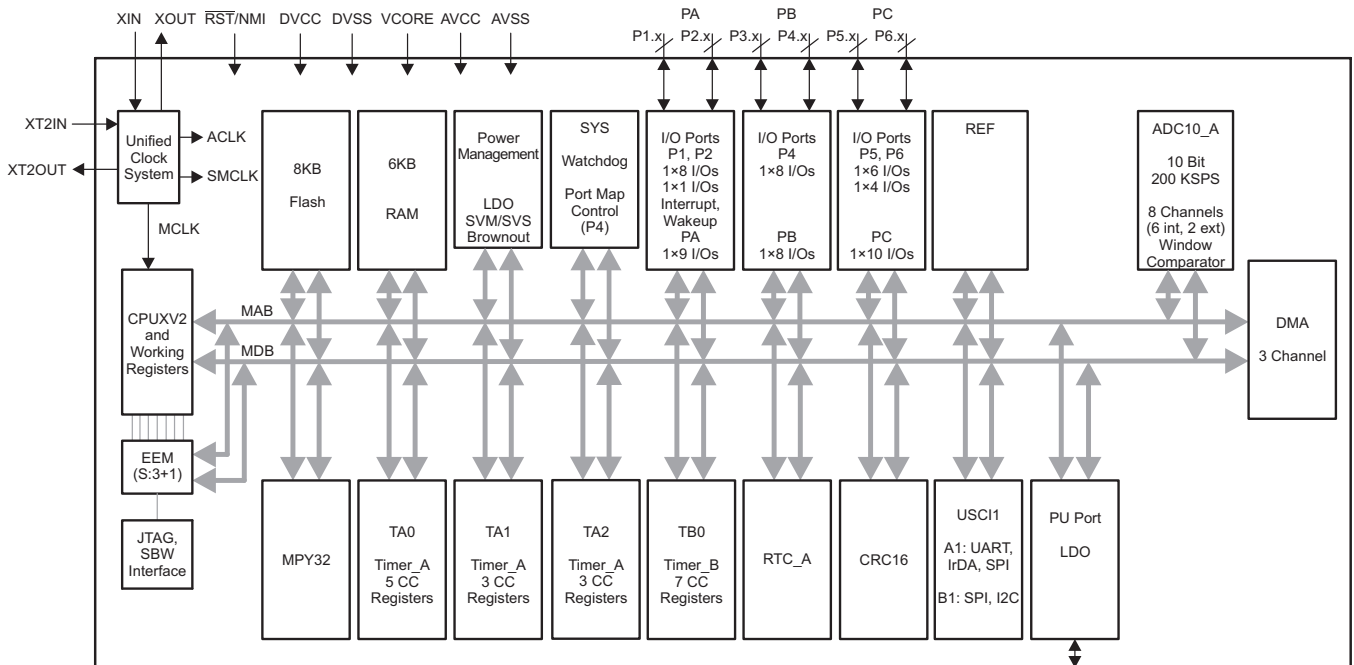 XIN XOUT RST/NMI DVCC DVSS VCORE AVCC AVSS
PA PB PC
P1.x P2.x P3.x P4.x P5.x P6.x
XT2IN
XT2OUT
Unified
Clock
System
ACLK
SMCLK
MCLK
8KB
Flash
6KB
RAM
Power
Management
LDO
SVM/SVS
Brownout
SYS
Watchdog
Port Map
Control
(P4)
I/O Ports
P1, P2
1×8 I/Os
1×1 I/Os
Interrupt,
Wakeup
PA
1×9 I/Os
I/O Ports
P4
1×8 I/Os
PB
1×8 I/Os
I/O Ports
P5, P6
1×6 I/Os
1×4 I/Os
PC
1×10 I/Os
REF
ADC10_A
10 Bit
200 KSPS
8 Channels
(6 int, 2 ext)
Window
Comparator
CPUXV2
and
Working
Registers
MAB
MDB
DMA
3 Channel
EEM
(S:3+1)
JTAG,
SBW
Interface
MPY32
TA0
Timer_A
5 CC
Registers
TA1
Timer_A
3 CC
Registers
TA2
Timer_A
3 CC
Registers
TB0
Timer_B
7 CC
Registers
RTC_A
CRC16
USCI1
A1: UART,
IrDA, SPI
B1: SPI, I2C
PU Port
LDO